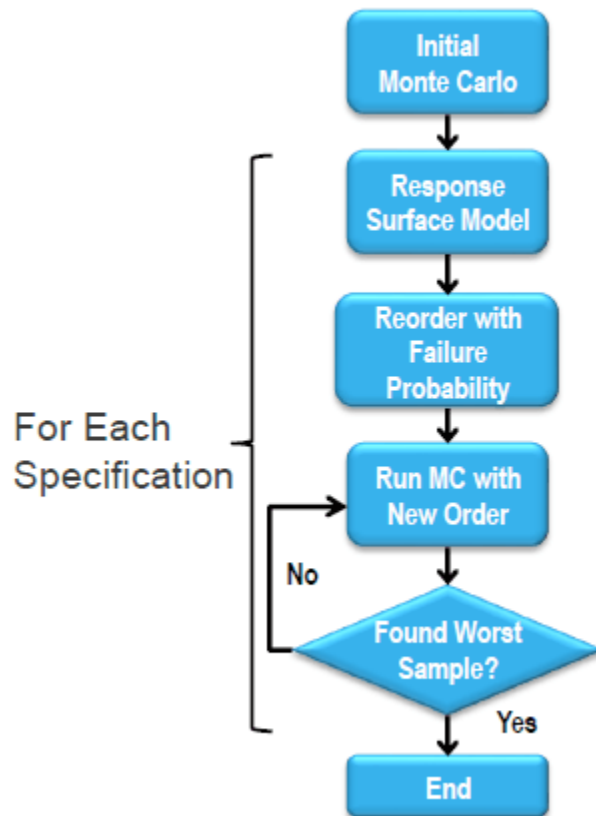 Initial
Monte Carlo
Response
Surface Model
Reorder with
Failure
Probability
For Each
Specification
Run MC with
New Order
No
Found Worst
Sample?
Yes
End